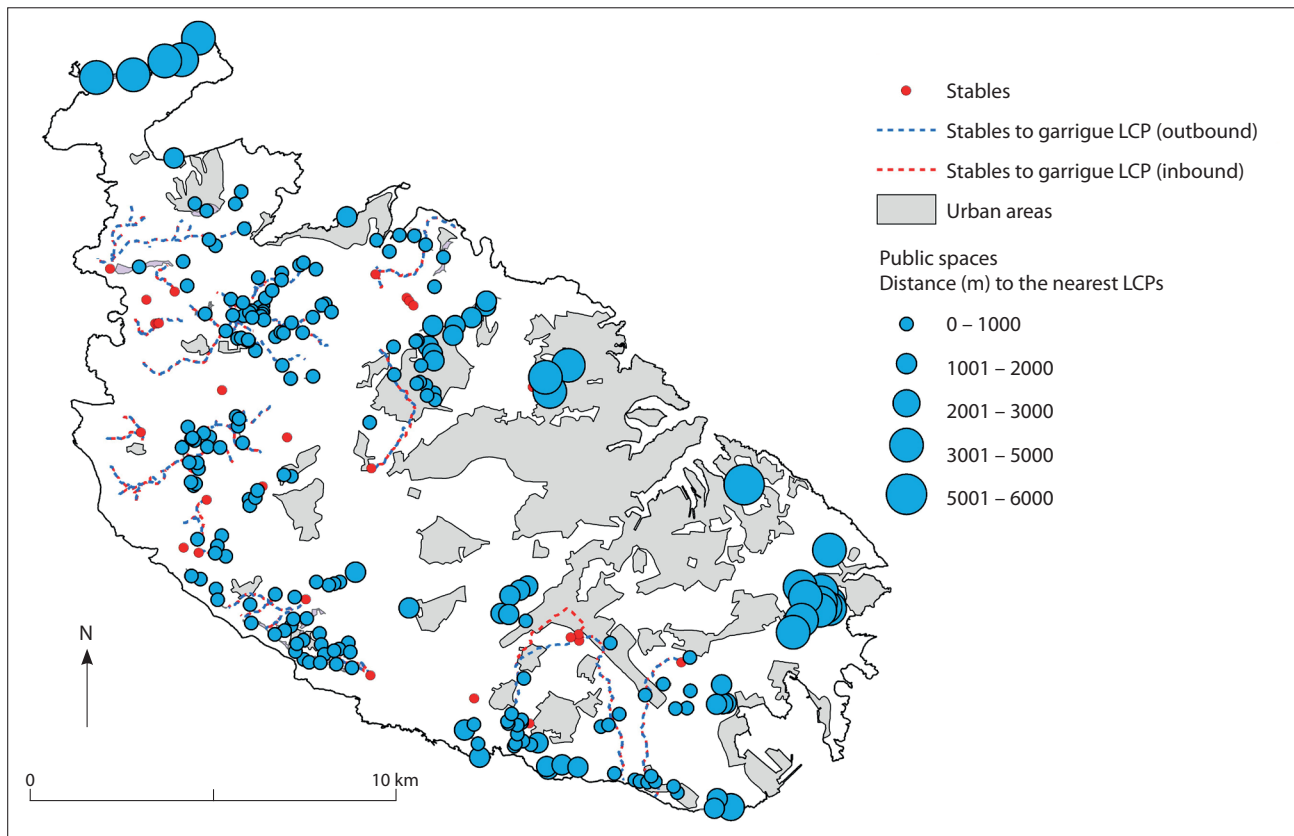 Stables
Stables to garrigue LCP (outbound)
Stables to garrigue LCP (inbound)
Urban areas
Public spaces
Distance (m) to the nearest LCPs
0 – 1000
1001 – 2000
2001 – 3000
3001 – 5000
5001 – 6000
N
0 10 km